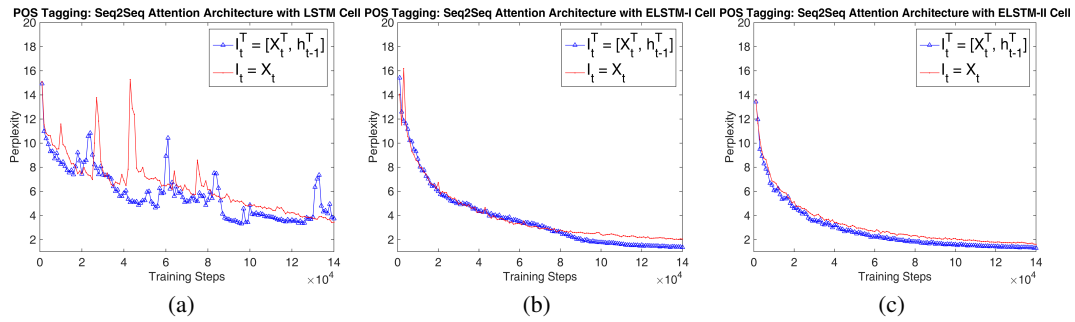 POS Tagging: Seq2Seq Attention Architecture with LSTM Cell
20
18
16
14
12
10
8
6
4
2
Perplexity
I_t^T = [X_t^T, h_{t-1}^T]
I_t = X_t
0 2 4 6 8 10 12 14
Training Steps
×10^4
(a)
POS Tagging: Seq2Seq Attention Architecture with ELSTM-I Cell
20
18
16
14
12
10
8
6
4
2
Perplexity
I_t^T = [X_t^T, h_{t-1}^T]
I_t = X_t
0 2 4 6 8 10 12 14
Training Steps
×10^4
(b)
POS Tagging: Seq2Seq Attention Architecture with ELSTM-II Cell
20
18
16
14
12
10
8
6
4
2
Perplexity
I_t^T = [X_t^T, h_{t-1}^T]
I_t = X_t
0 2 4 6 8 10 12 14
Training Steps
×10^4
(c)